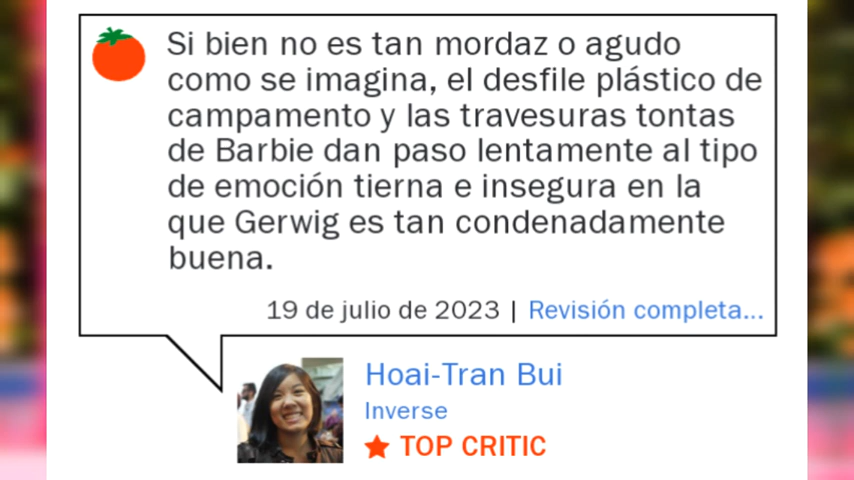 Si bien no es tan mordaz o agudo
como se imagina, el desfile plástico de
campamento y las travesuras tontas
de Barbie dan paso lentamente al tipo
de emoción tierna e insegura en la
que Gerwig es tan condenadamente
buena.
19 de julio de 2023 | Revisión completa...
Hoai-Tran Bui
Inverse
TOP CRITIC